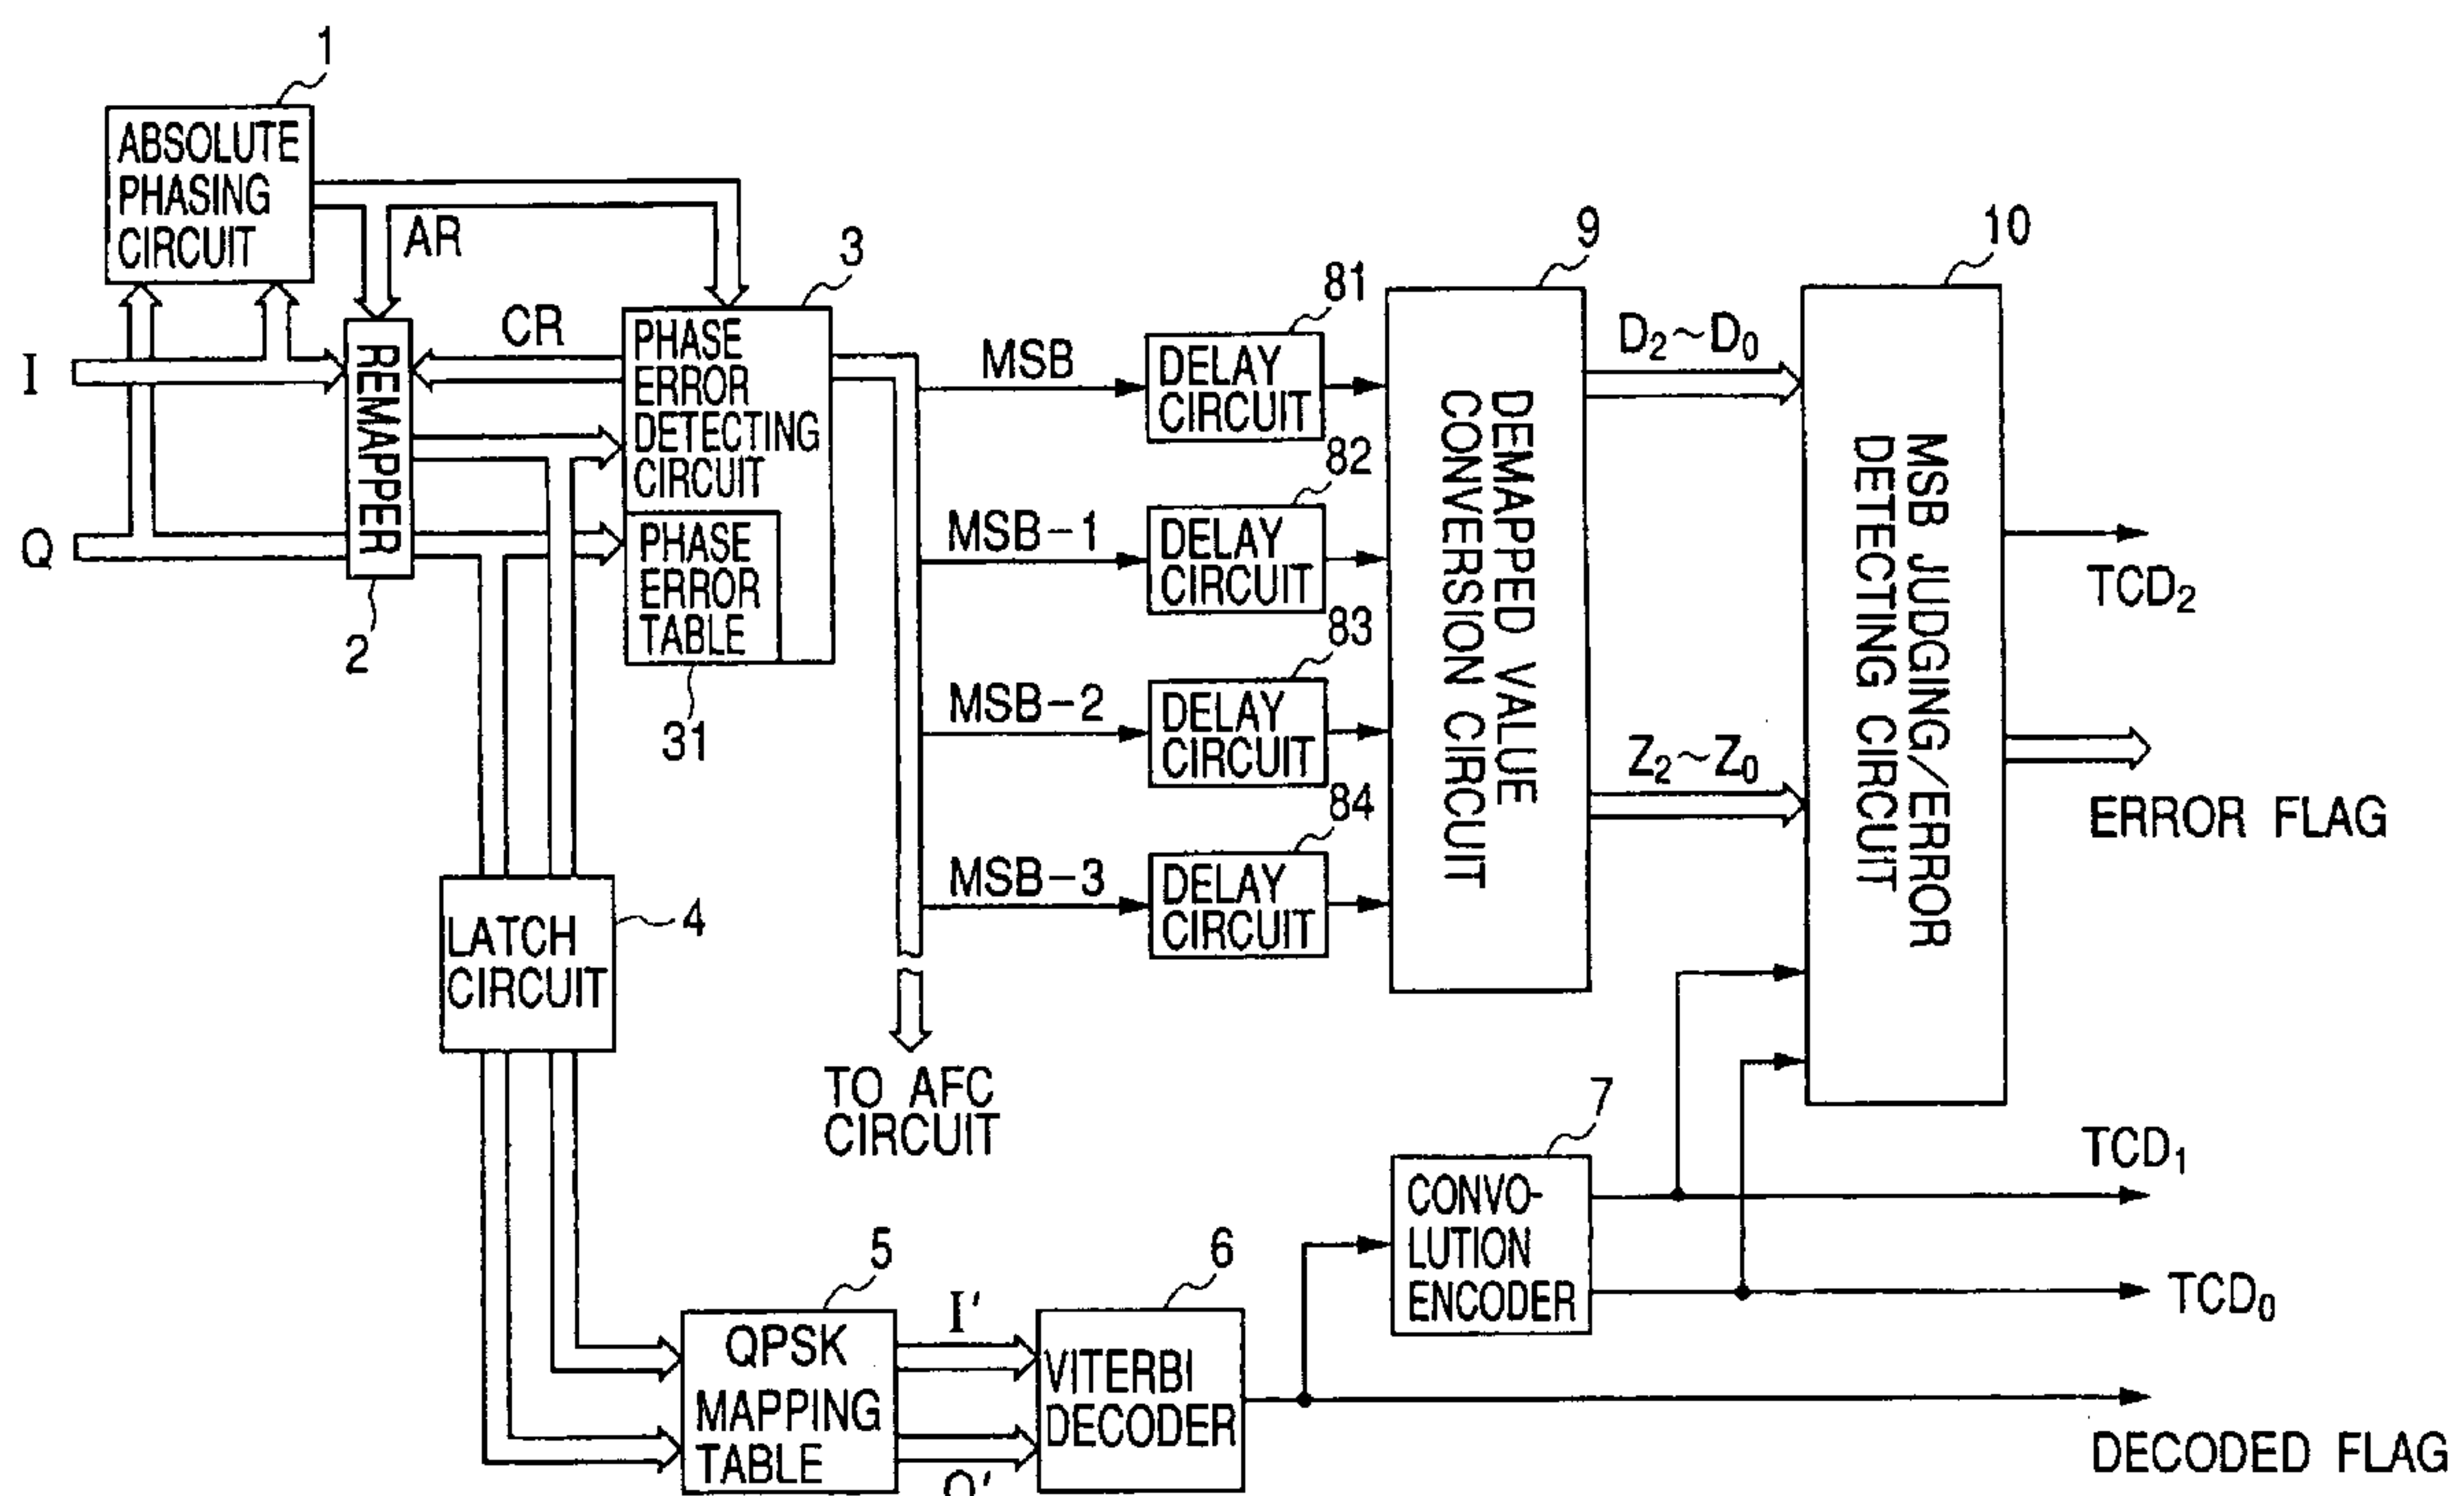 1
ABSOLUTE
PHASING
CIRCUIT
AR
I
Q
REMAPPER
2
CR
3
PHASE
ERROR
DETECTING
CIRCUIT
PHASE
ERROR
TABLE
31
MSB
MSB-1
MSB-2
MSB-3
TO AFC
CIRCUIT
81
DELAY
CIRCUIT
82
DELAY
CIRCUIT
83
DELAY
CIRCUIT
84
DELAY
CIRCUIT
9
DEMAPPED VALUE
CONVERSION CIRCUIT
D₂~D₀
Z₂~Z₀
10
MSB JUDGING/ERROR
DETECTING CIRCUIT
TCD₂
ERROR FLAG
LATCH
CIRCUIT
4
5
QPSK
MAPPING
TABLE
I'
Q'
6
VITERBI
DECODER
7
CONVO-
LUTION
ENCODER
TCD₁
TCD₀
DECODED FLAG